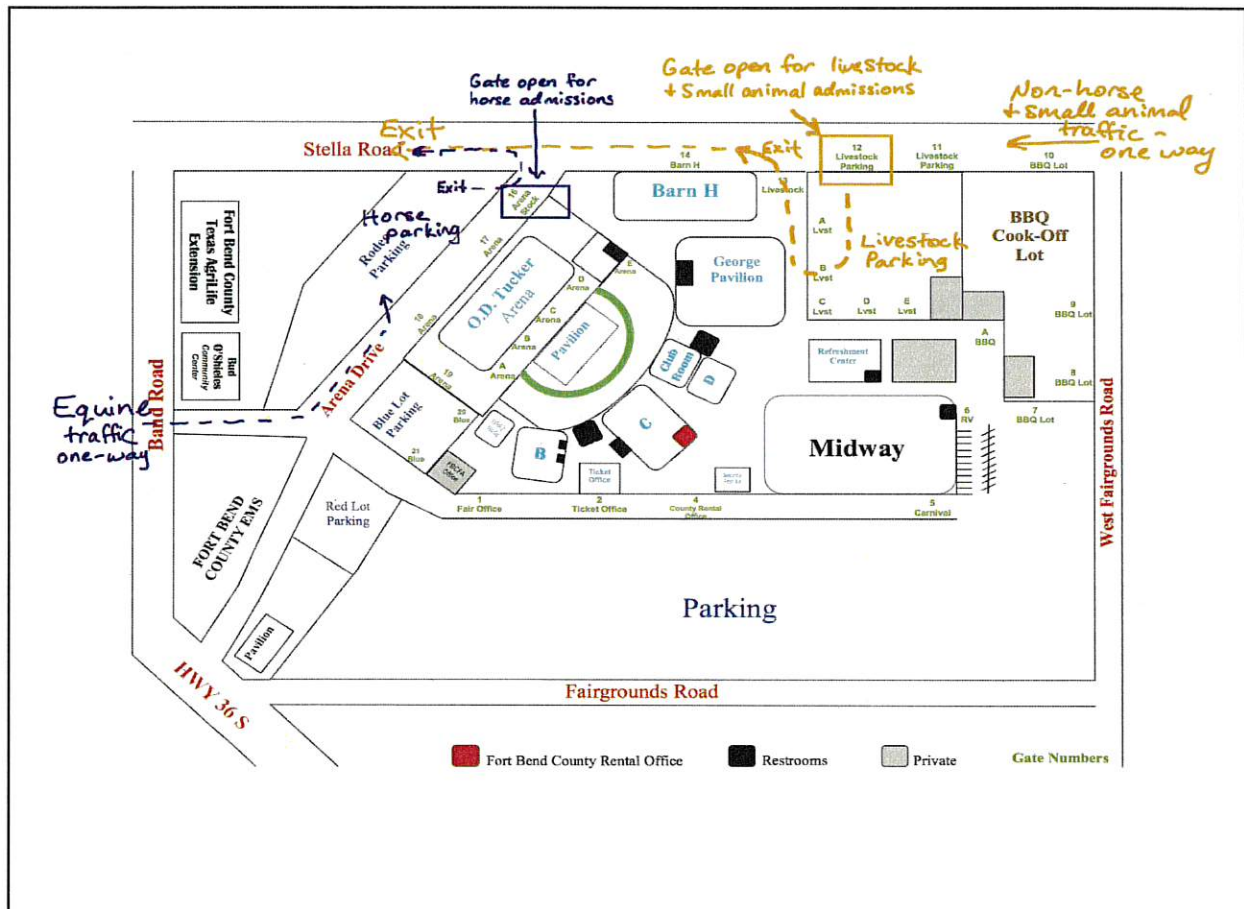 Gate open for
horse admissions
Gate open for livestock
+ Small animal admissions
Non-horse
+ Small animal
traffic -
one way
Exit
Stella Road
Exit
14
Barn H
12
Livestock
Parking
11
Livestock
Parking
10
BBQ Lot
Exit
16
Arena
Stock
Barn H
Livestock
A
Lvst
B
Lvst
C
Lvst
D
Lvst
E
Lvst
Livestock
Parking
BBQ
Cook-Off
Lot
Fort Bend County
Texas AgriLife
Extension
Horse
parking
Rodeo
Parking
17
Arena
18
Arena
19
Arena
O.D. Tucker
Arena
E
Arena
D
Arena
C
Arena
B
Arena
A
Arena
Pavilion
George
Pavilion
Club
Room
D
C
B
Refreshment
Center
A
BBQ
9
BBQ Lot
8
BBQ Lot
7
BBQ Lot
6
RV
Bud
O'Shieles
Community
Center
Arena Drive
Blue Lot
Parking
20
Blue
21
Blue
FBCFA
Office
Equine
traffic
one-way
Band Road
Midway
Ticket
Office
1
Fair Office
2
Ticket Office
4
County Rental
Office
5
Carnival
West Fairgrounds Road
FORT BEND
COUNTY EMS
Red Lot
Parking
Pavilion
Parking
HWY 36 S
Fairgrounds Road
Fort Bend County Rental Office
Restrooms
Private
Gate Numbers